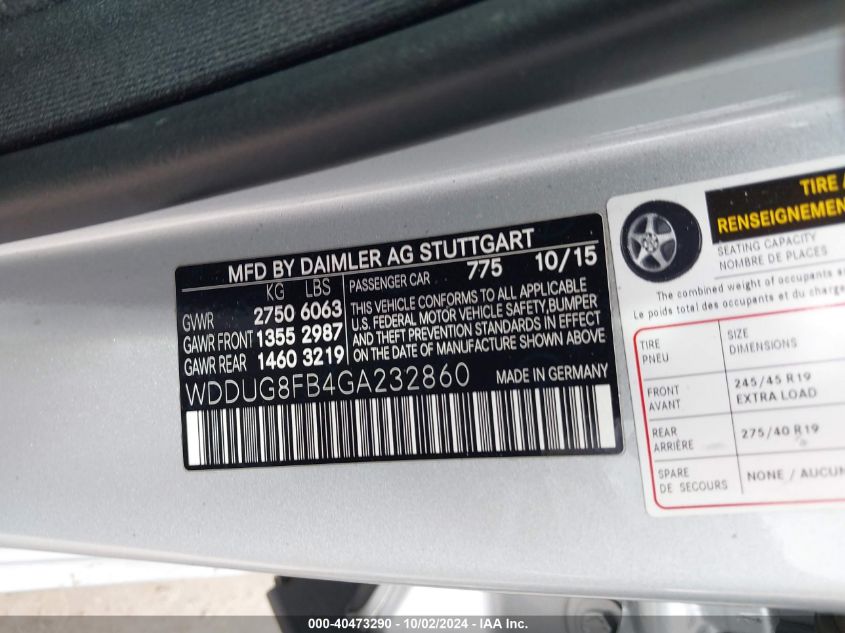 MFD BY DAIMLER AG STUTTGART
KG LBS
GVWR 2750 6063
GAWR FRONT 1355 2987
GAWR REAR 1460 3219
PASSENGER CAR 775 10/15
THIS VEHICLE CONFORMS TO ALL APPLICABLE
U.S. FEDERAL MOTOR VEHICLE SAFETY, BUMPER
AND THEFT PREVENTION STANDARDS IN EFFECT
ON THE DATE OF MANUFACTURE SHOWN ABOVE
WDDUG8FB4GA232860 MADE IN GERMANY
TIRE
RENSEIGNEMEN
SEATING CAPACITY
NOMBRE DE PLACES
The combined weight of occupants a
Le poids total des occupants et du charge
TIRE SIZE
PNEU DIMENSIONS
FRONT 245/45 R19
AVANT EXTRA LOAD
REAR 275/40 R19
ARRIÈRE
SPARE NONE / AUCUN
DE SECOURS
000-40473290 - 10/02/2024 - IAA Inc.